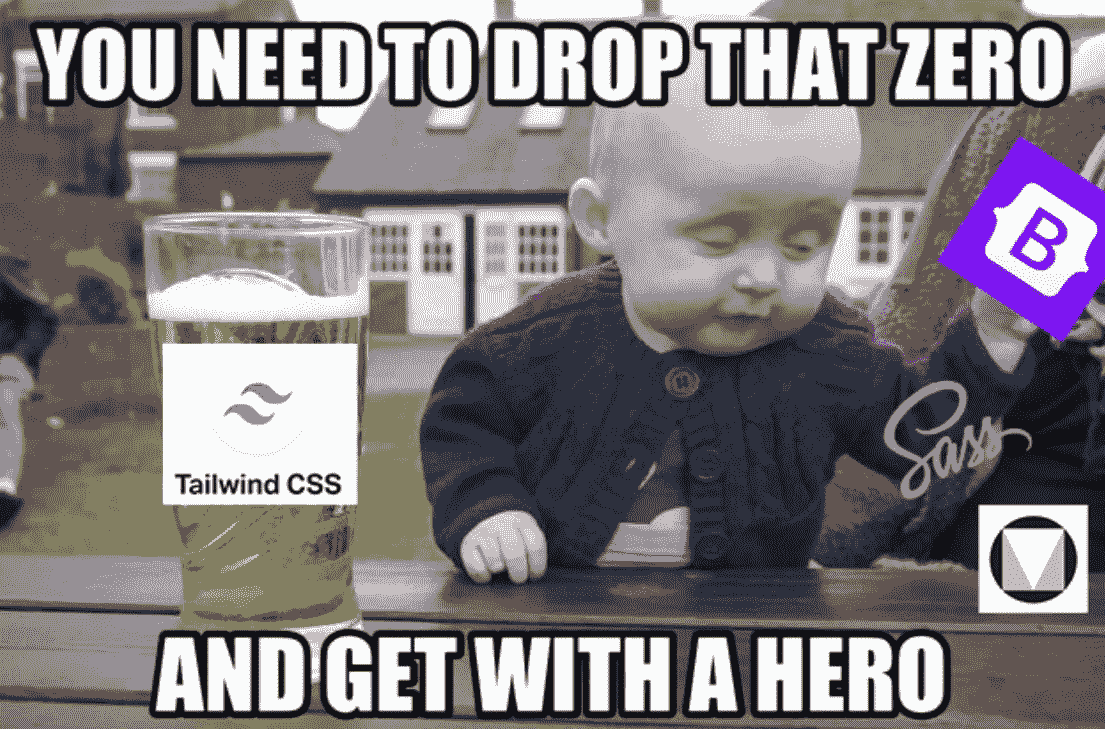 YOU NEED TO DROP THAT ZERO
B
Tailwind CSS
Sass
AND GET WITH A HERO